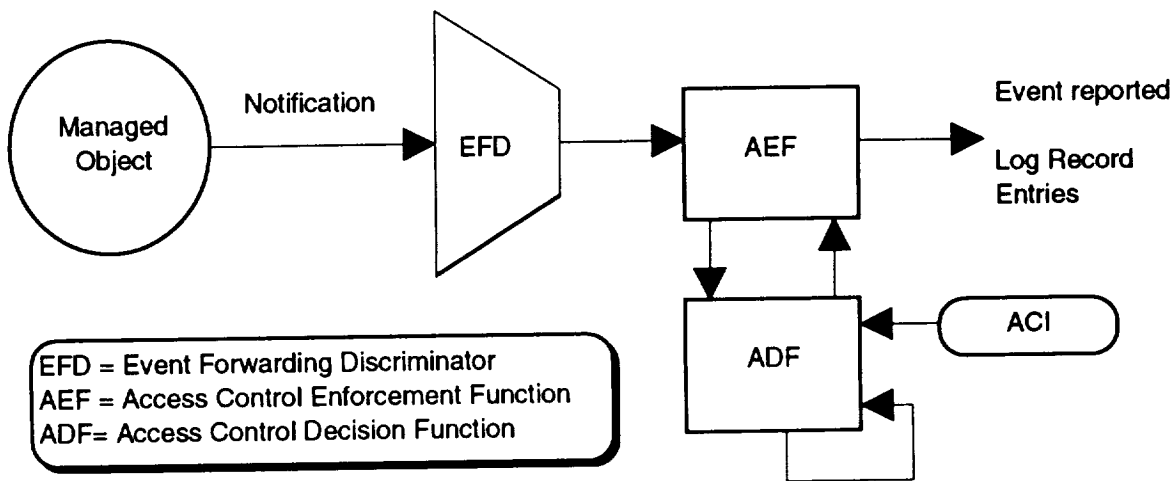 Managed
Object
Notification
EFD
AEF
Event reported
Log Record
Entries
ADF
ACI
EFD = Event Forwarding Discriminator
AEF = Access Control Enforcement Function
ADF= Access Control Decision Function